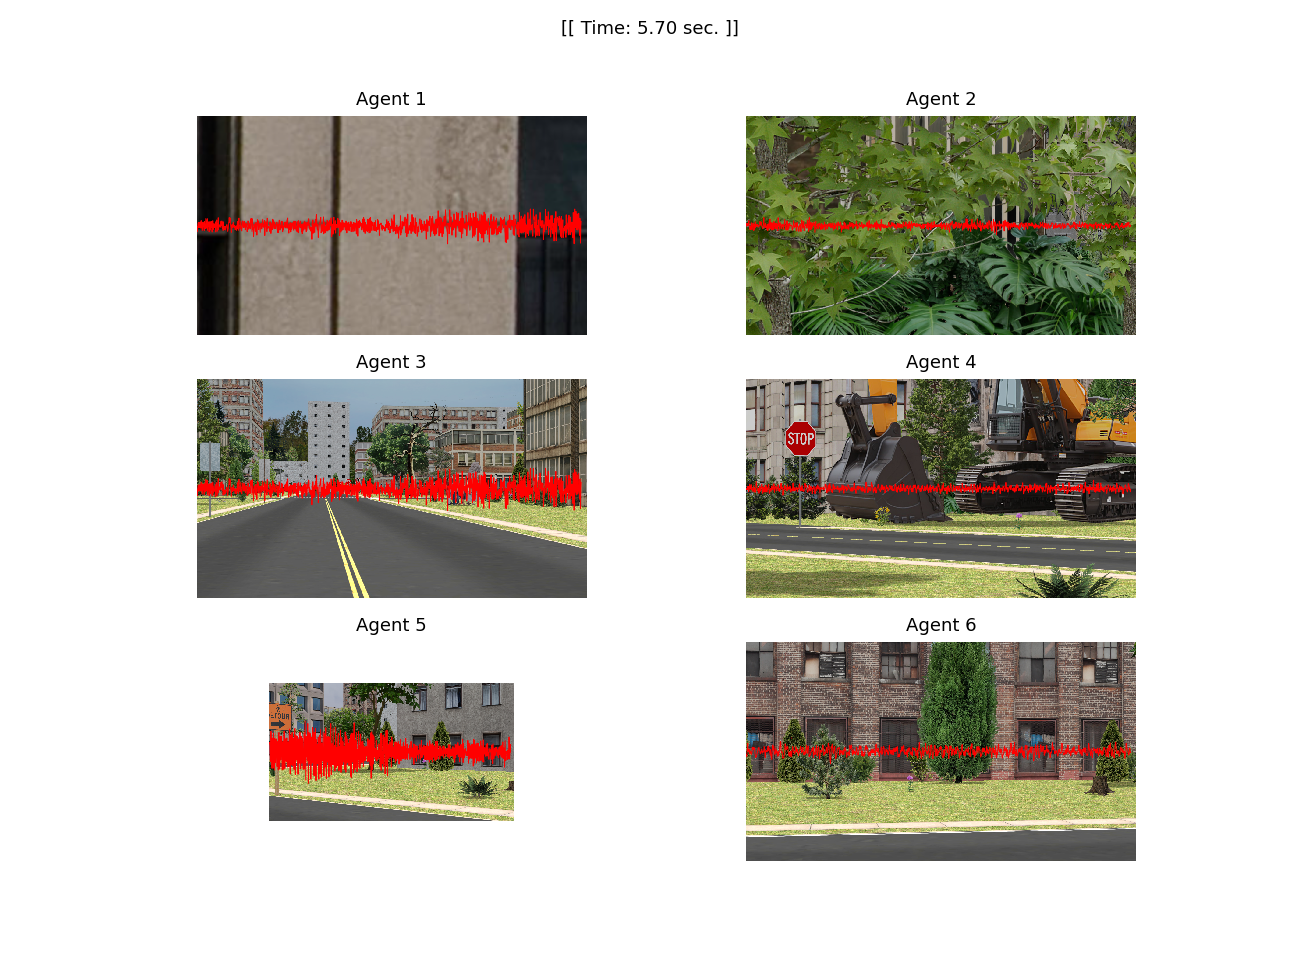 [[ Time: 5.70 sec. ]]
Agent 1
Agent 2
Agent 3
Agent 4
STOP
Agent 5
Agent 6